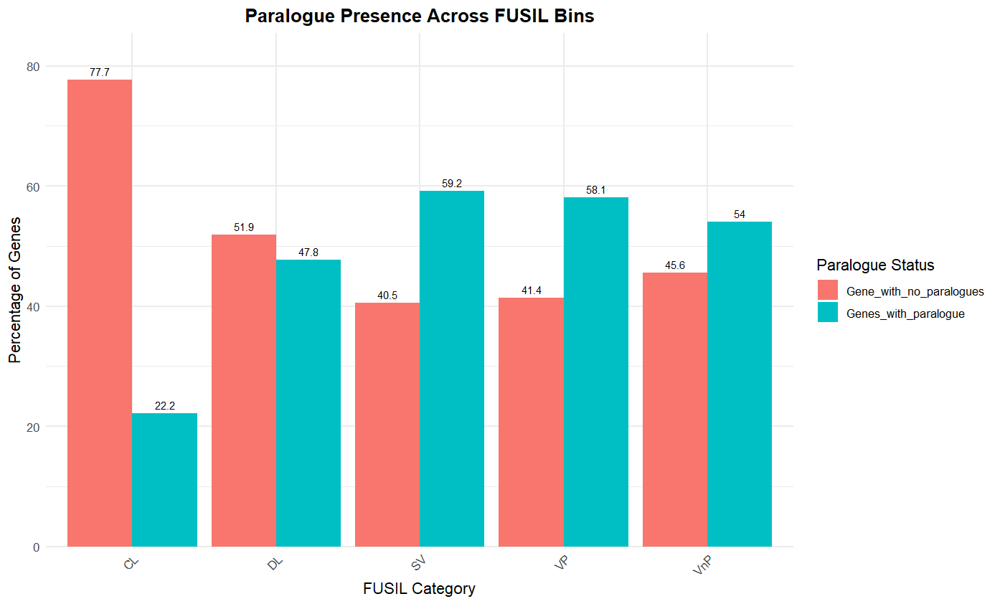 Paralogue Presence Across FUSIL Bins
Percentage of Genes
80
60
40
20
0
77.7
22.2
51.9
47.8
40.5
59.2
41.4
58.1
45.6
54
CL
DL
SV
VP
VnP
FUSIL Category
Paralogue Status
Gene_with_no_paralogues
Genes_with_paralogue